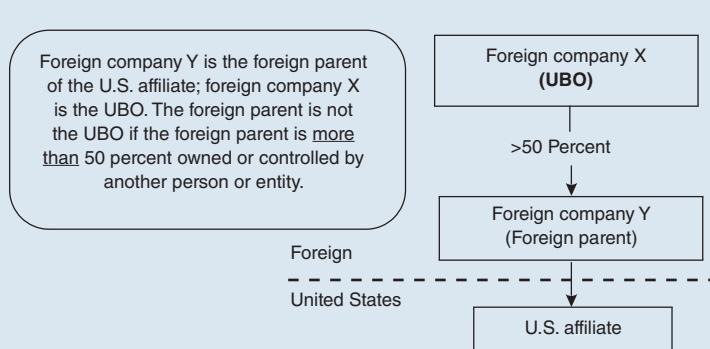 Foreign company Y is the foreign parent
of the U.S. affiliate; foreign company X
is the UBO. The foreign parent is not
the UBO if the foreign parent is more
than 50 percent owned or controlled by
another person or entity.
Foreign company X
(UBO)
>50 Percent
Foreign company Y
(Foreign parent)
Foreign
United States
U.S. affiliate